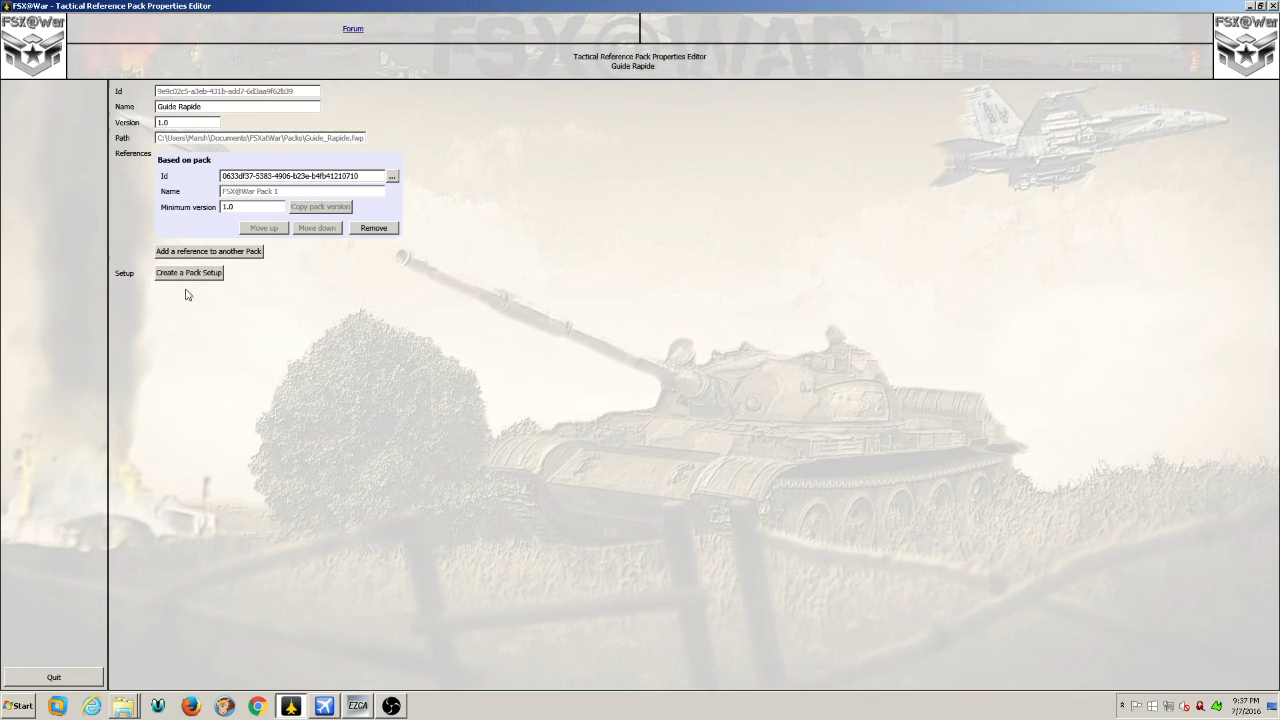 FSX@War - Tactical Reference Pack Properties Editor
FSX@War
Forum
FSX@WAR
FSX@War
Tactical Reference Pack Properties Editor
Guide Rapide
Id 9e9c02c5-a3eb-431b-add7-6d3aa9f62b39
Name Guide Rapide
Version 1.0
Path C:\Users\Marsh\Documents\FSXatWar\Packs\Guide_Rapide.fwp
References Based on pack
Id 0633df37-5383-4906-b23e-b4fb41210710 ...
Name FSX@War Pack 1
Minimum version 1.0 Copy pack version
Move up Move down Remove
Add a reference to another Pack
Setup Create a Pack Setup
Quit
Start EZCA 9:37 PM
7/7/2016